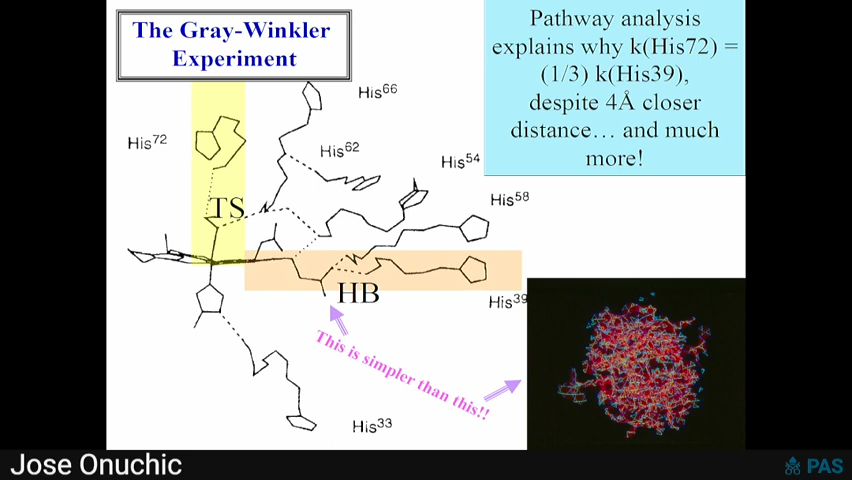 The Gray-Winkler
Experiment
Pathway analysis
explains why k(His72) =
(1/3) k(His39),
despite 4Å closer
distance… and much
more!
His66
His72
His62
His54
His58
TS
HB
His39
This is simpler than this!!
His33
Jose Onuchic
PAS